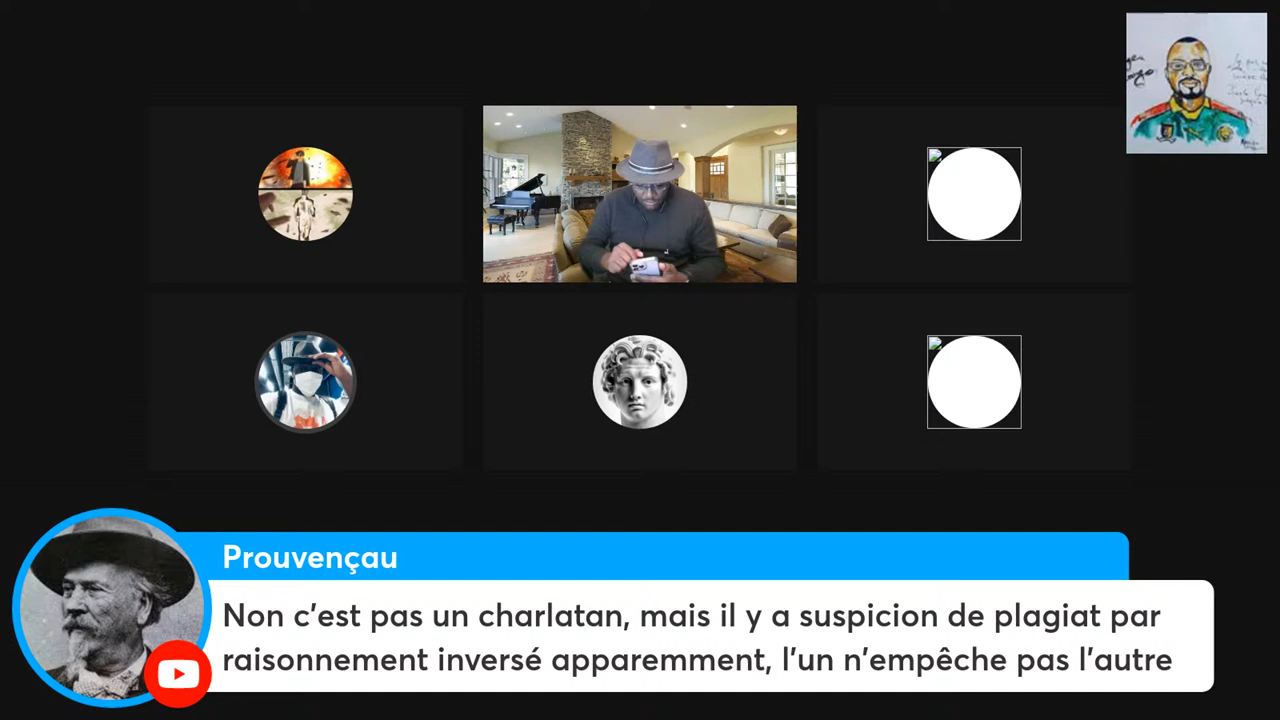 Prouvençau
Non c'est pas un charlatan, mais il y a suspicion de plagiat par
raisonnement inversé apparemment, l'un n'empêche pas l'autre